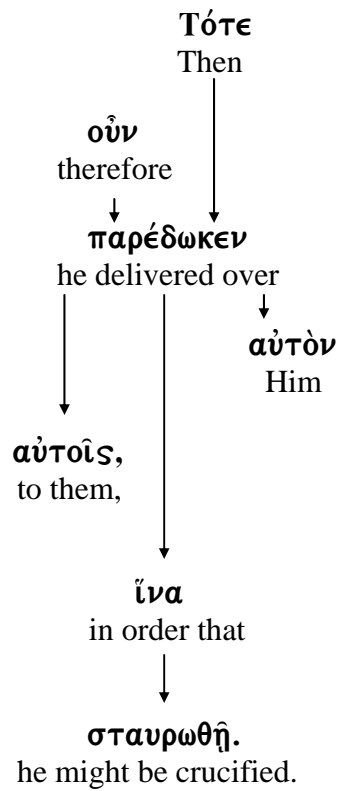 Τότε
Then
οὖν
therefore
παρέδωκεν
he delivered over
αὐτὸν
Him
αὐτοῖς,
to them,
ἵνα
in order that
σταυρωθῇ.
he might be crucified.